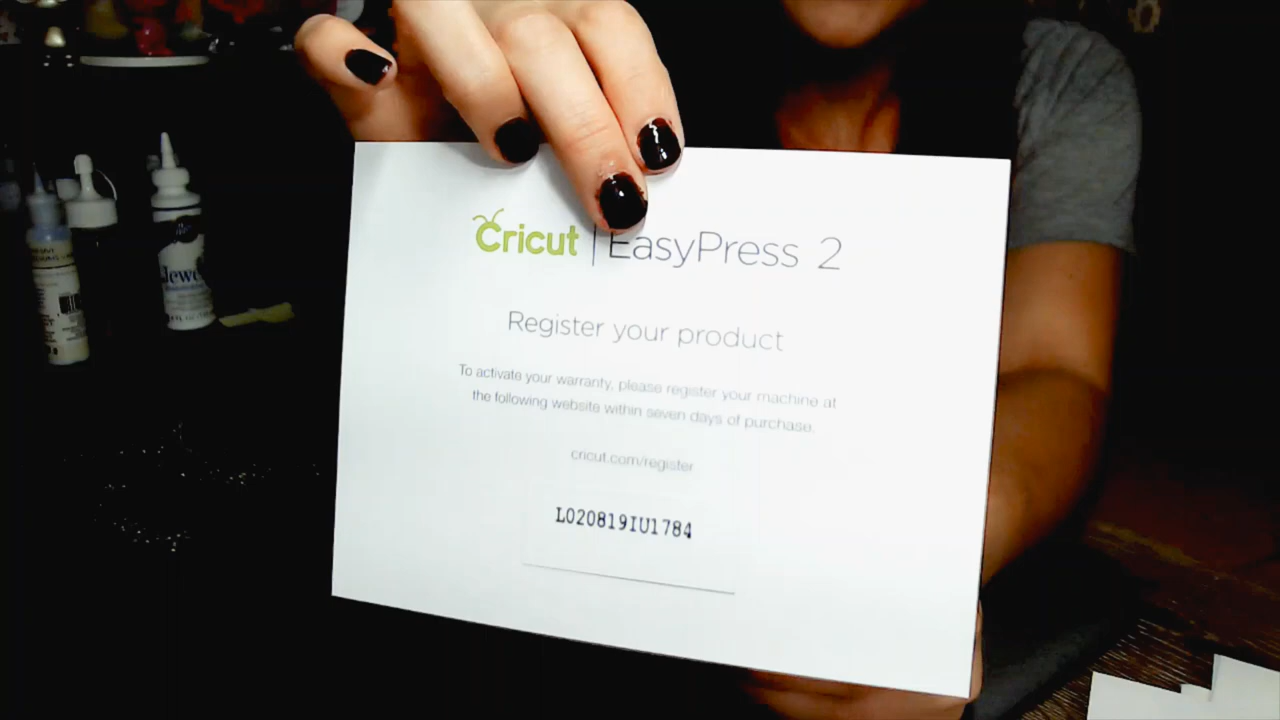 Cricut | EasyPress 2
Register your product
To activate your warranty, please register your machine at
the following website within seven days of purchase.
cricut.com/register
L020819IU1784
Jewel